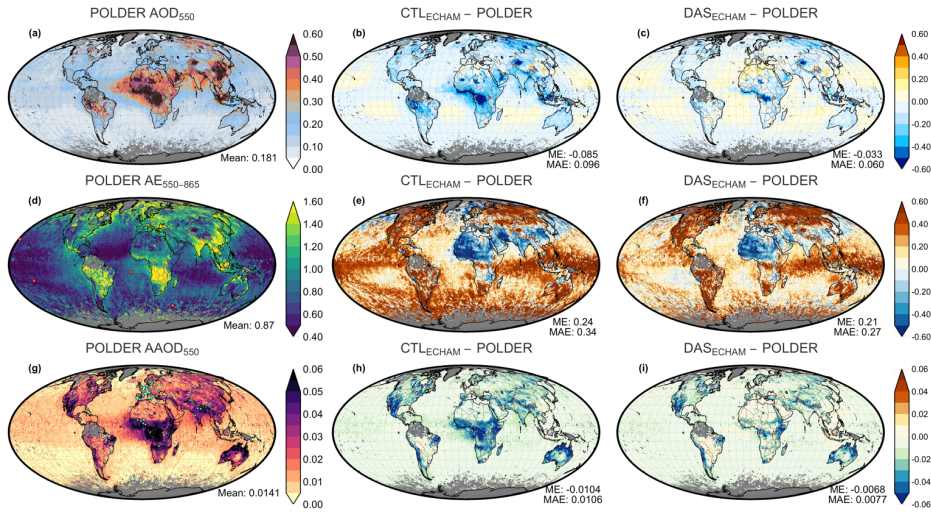 POLDER AOD550
CTLECHAM – POLDER
DASECHAM – POLDER
(a)
(b)
(c)
0.60
0.50
0.40
0.30
0.20
0.10
0.00
0.60
0.40
0.20
0.00
-0.20
-0.40
-0.60
Mean: 0.181
ME: -0.085
MAE: 0.096
ME: -0.033
MAE: 0.060
POLDER AE550–865
CTLECHAM – POLDER
DASECHAM – POLDER
(d)
(e)
(f)
1.60
1.40
1.20
1.00
0.80
0.60
0.40
0.60
0.40
0.20
0.00
-0.20
-0.40
-0.60
Mean: 0.87
ME: 0.24
MAE: 0.34
ME: 0.21
MAE: 0.27
POLDER AAOD550
CTLECHAM – POLDER
DASECHAM – POLDER
(g)
(h)
(i)
0.06
0.05
0.04
0.03
0.02
0.01
0.00
0.06
0.04
0.02
0.00
-0.02
-0.04
-0.06
Mean: 0.0141
ME: -0.0104
MAE: 0.0106
ME: -0.0068
MAE: 0.0077